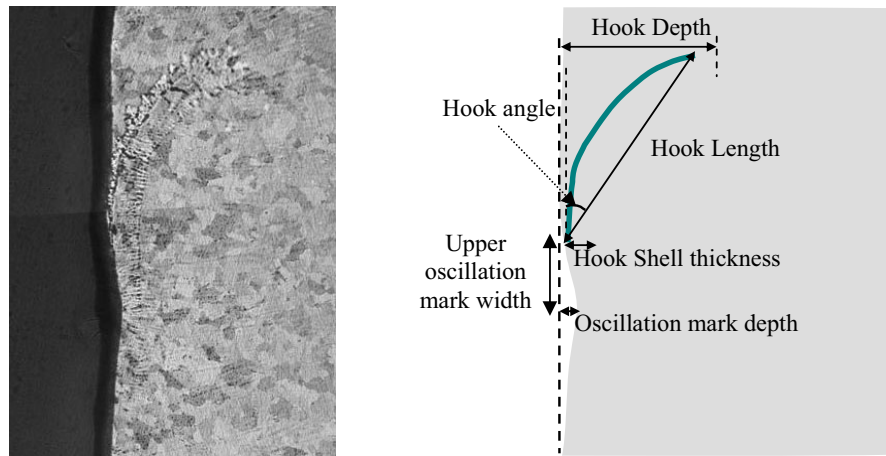 Hook Depth
Hook angle
Hook Length
Upper
oscillation
mark width
Hook Shell thickness
Oscillation mark depth